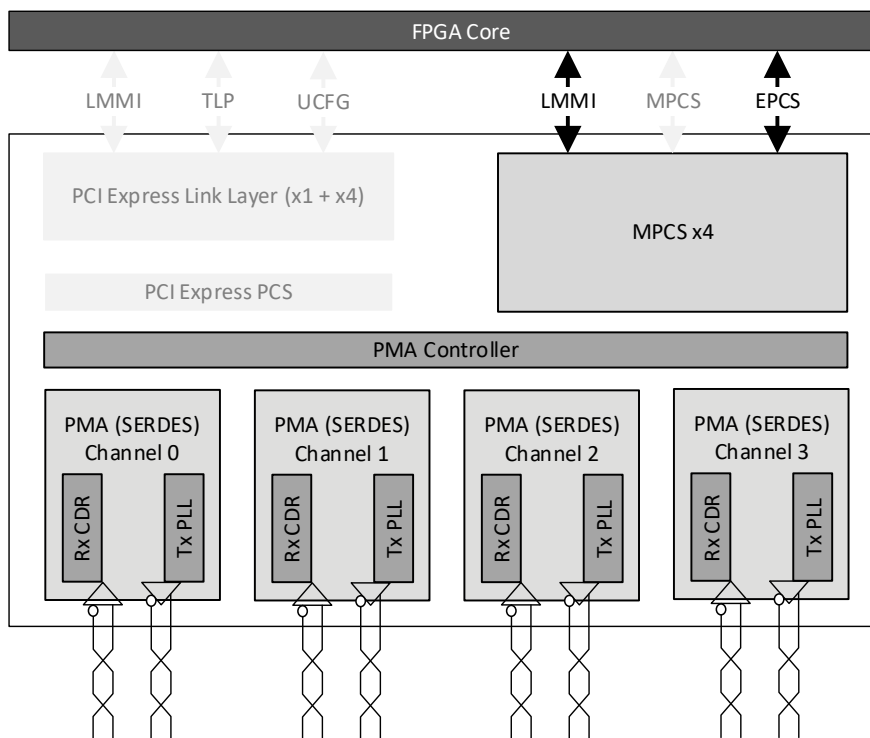 FPGA Core
LMMI
TLP
UCFG
LMMI
MPCS
EPCS
PCI Express Link Layer (x1 + x4)
MPCS x4
PCI Express PCS
PMA Controller
PMA (SERDES)
Channel 0
Rx CDR
Tx PLL
PMA (SERDES)
Channel 1
Rx CDR
Tx PLL
PMA (SERDES)
Channel 2
Rx CDR
Tx PLL
PMA (SERDES)
Channel 3
Rx CDR
Tx PLL